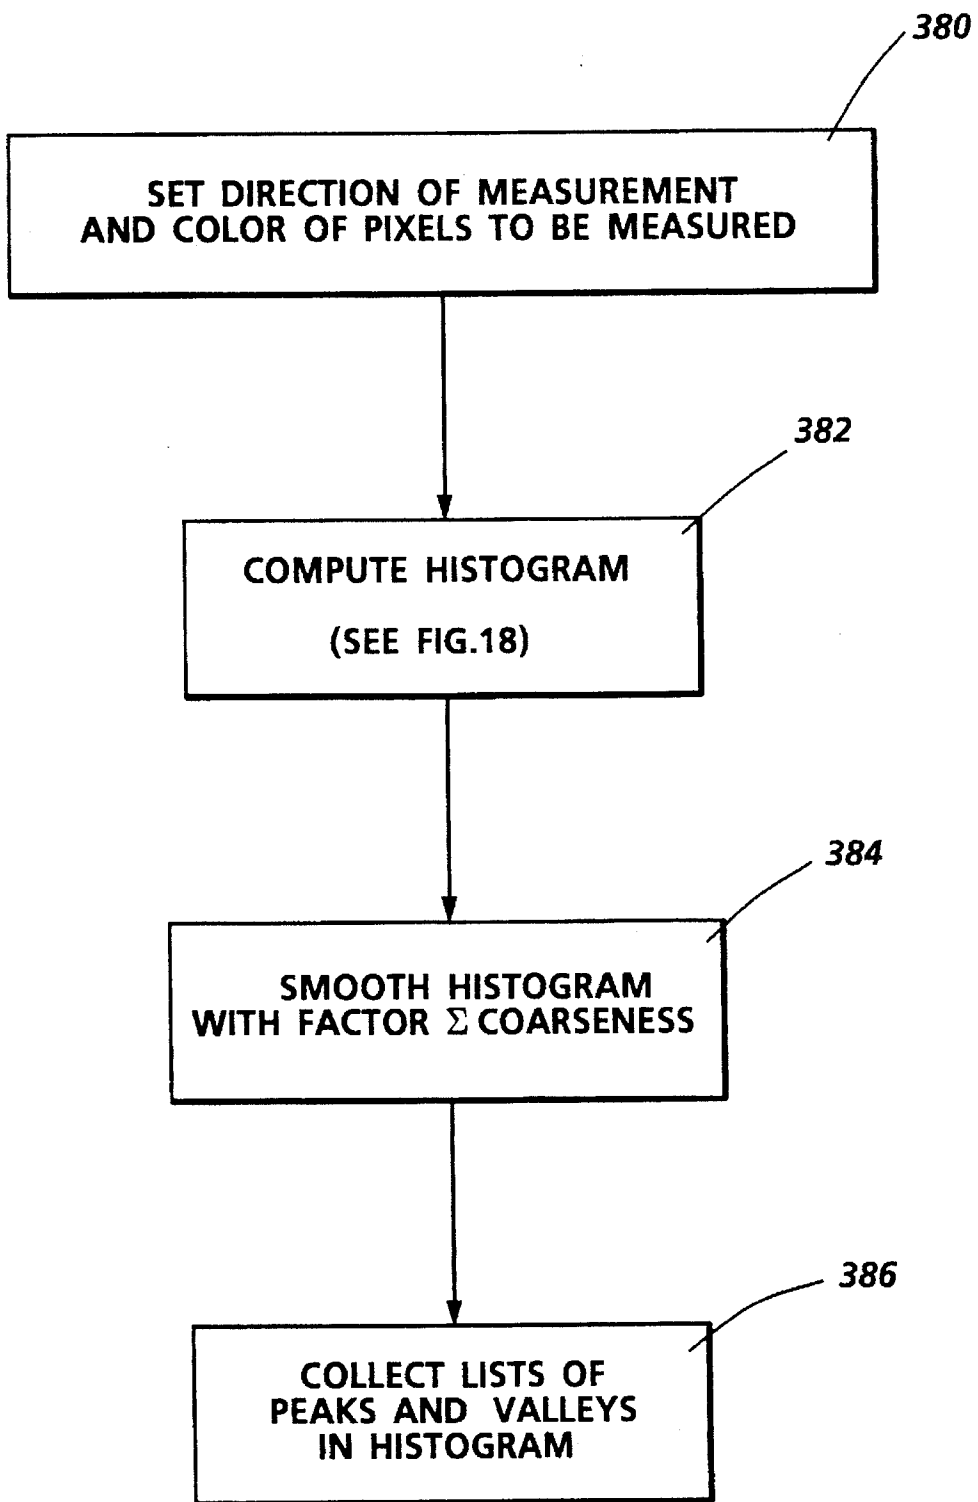 380
SET DIRECTION OF MEASUREMENT
AND COLOR OF PIXELS TO BE MEASURED
382
COMPUTE HISTOGRAM
(SEE FIG.18)
384
SMOOTH HISTOGRAM
WITH FACTOR Σ COARSENESS
386
COLLECT LISTS OF
PEAKS AND VALLEYS
IN HISTOGRAM